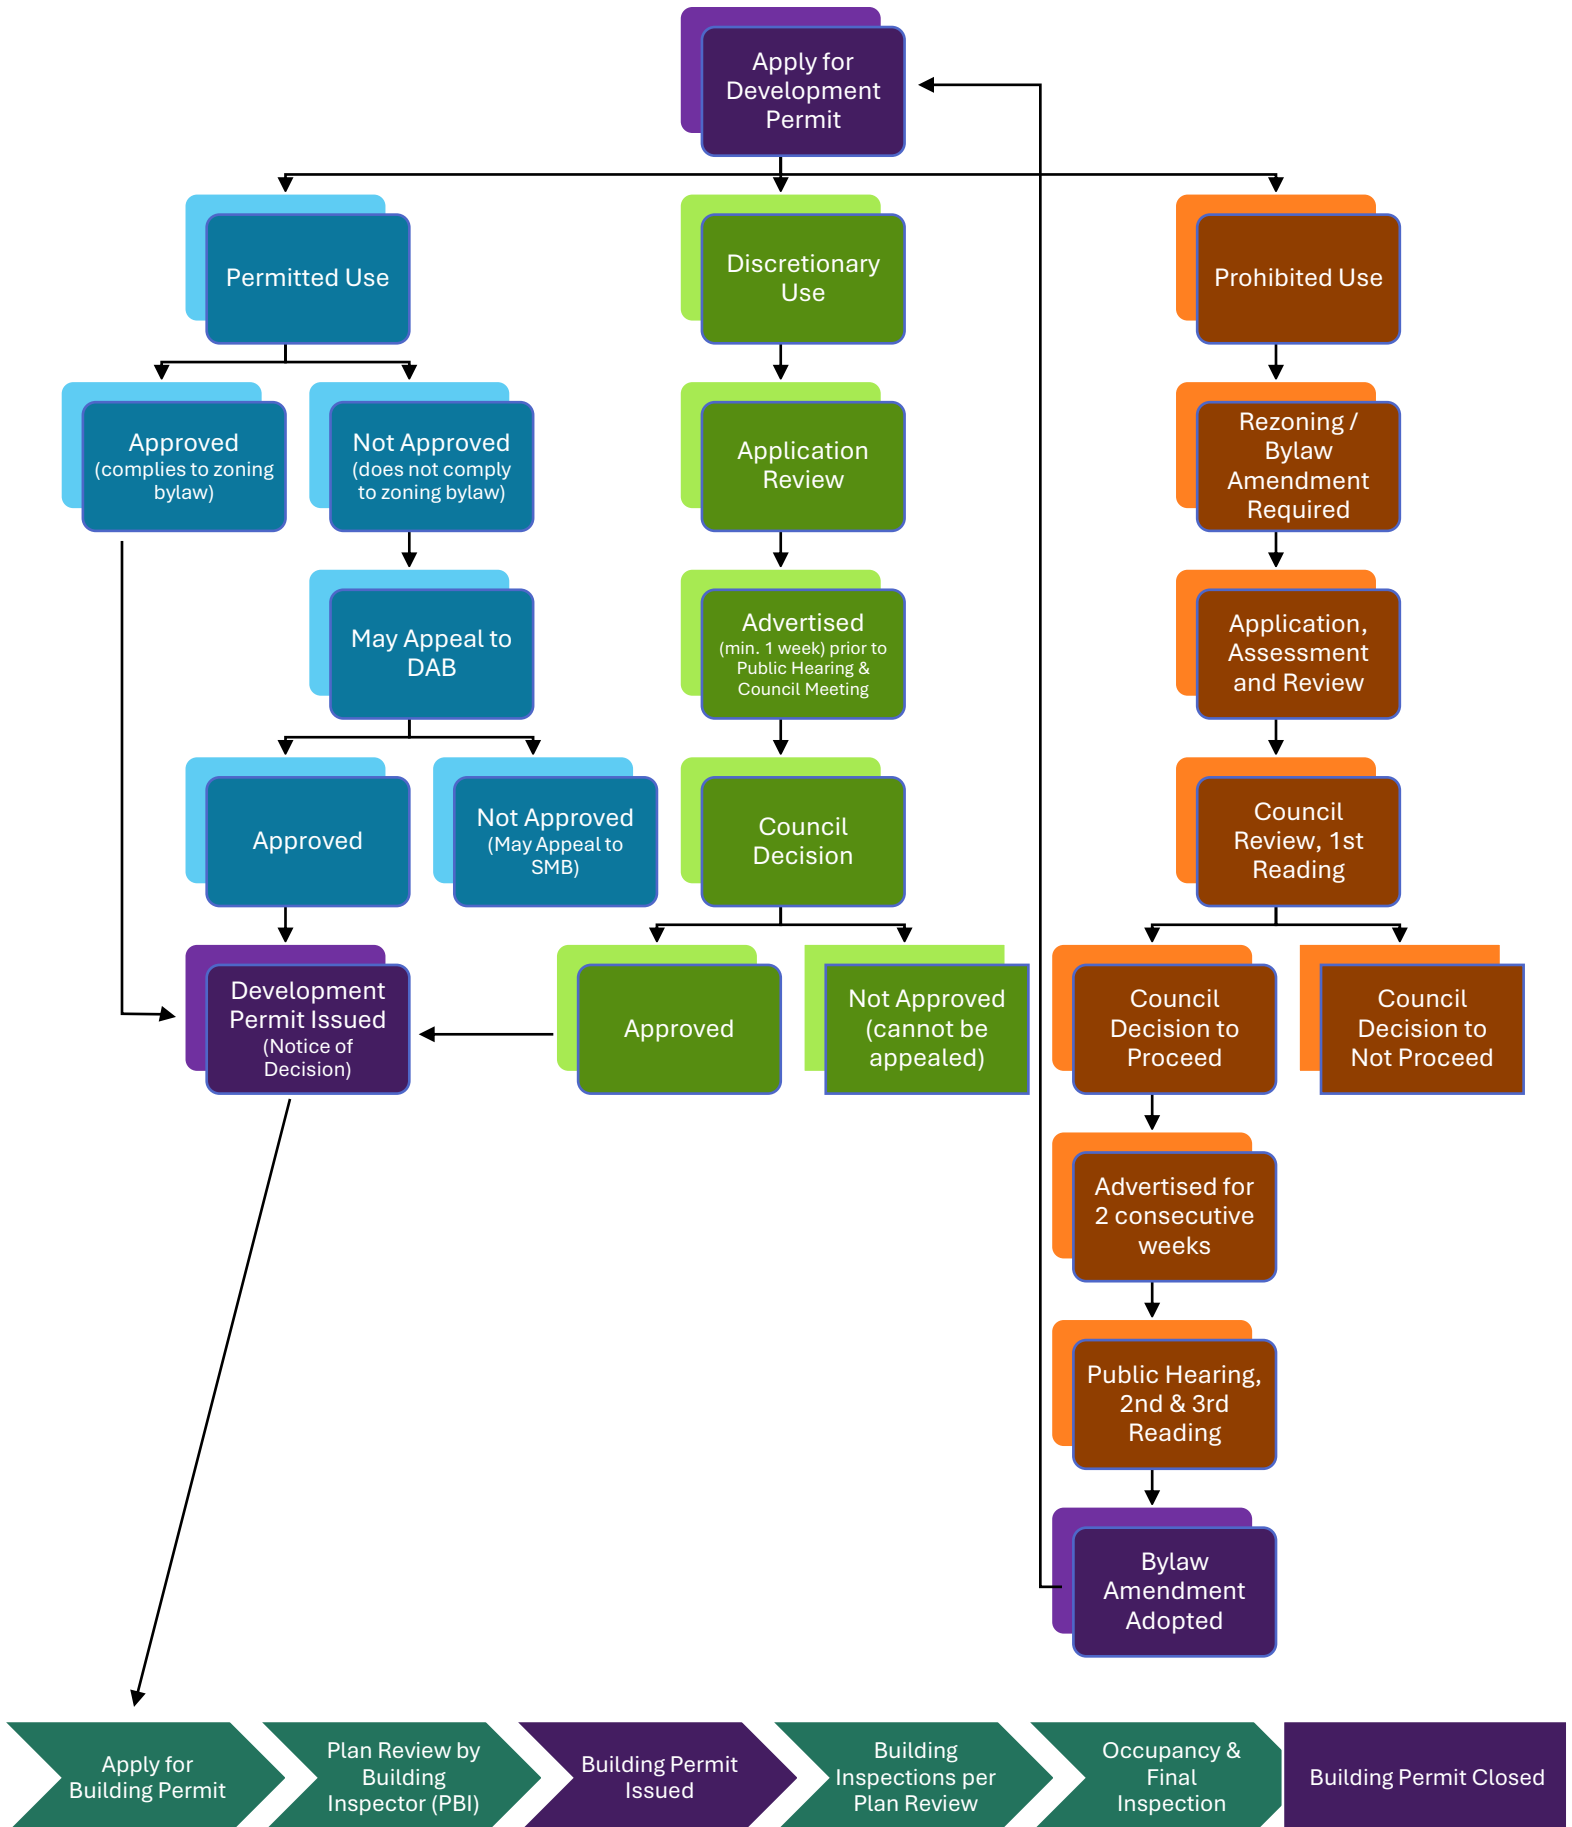 Apply for
Development
Permit
Permitted Use
Discretionary
Use
Prohibited Use
Approved
(complies to zoning
bylaw)
Not Approved
(does not comply
to zoning bylaw)
Application
Review
Rezoning /
Bylaw
Amendment
Required
May Appeal to
DAB
Advertised
(min. 1 week) prior to
Public Hearing &
Council Meeting
Application,
Assessment
and Review
Approved
Not Approved
(May Appeal to
SMB)
Council
Decision
Council
Review, 1st
Reading
Development
Permit Issued
(Notice of
Decision)
Approved
Not Approved
(cannot be
appealed)
Council
Decision to
Proceed
Council
Decision to
Not Proceed
Advertised for
2 consecutive
weeks
Public Hearing,
2nd & 3rd
Reading
Bylaw
Amendment
Adopted
Apply for
Building Permit
Plan Review by
Building
Inspector (PBI)
Building Permit
Issued
Building
Inspections per
Plan Review
Occupancy &
Final
Inspection
Building Permit Closed